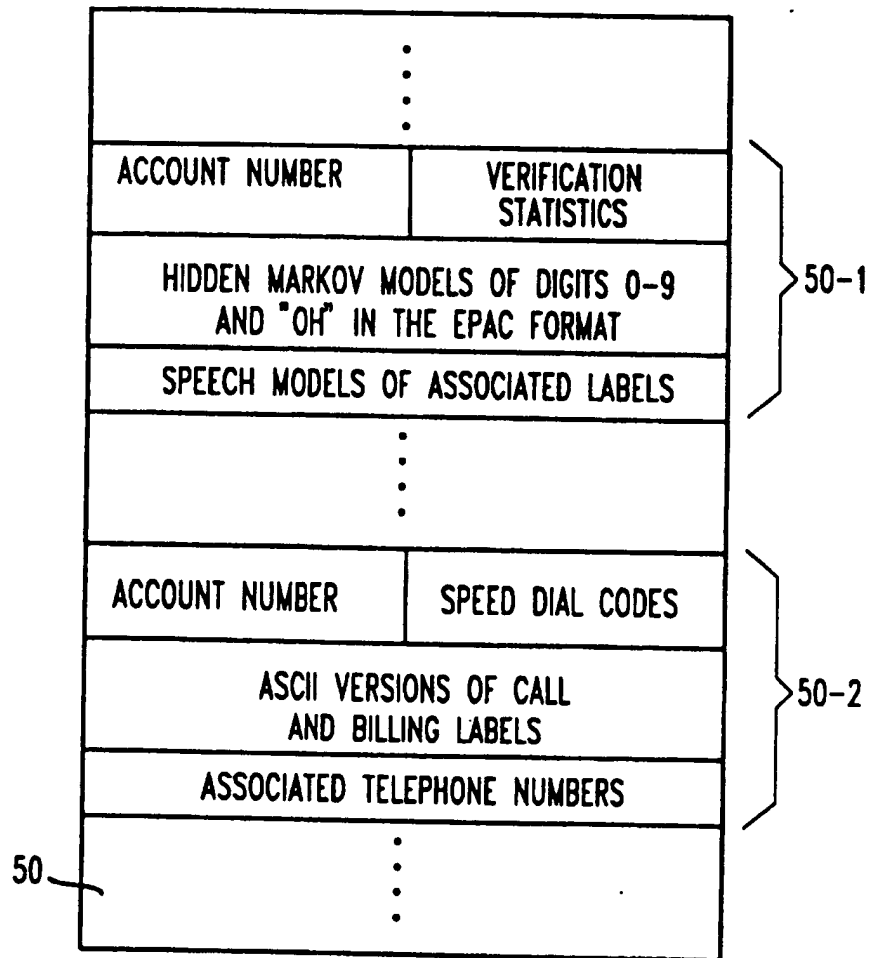 ACCOUNT NUMBER
VERIFICATION
STATISTICS
HIDDEN MARKOV MODELS OF DIGITS 0-9
AND "OH" IN THE EPAC FORMAT
SPEECH MODELS OF ASSOCIATED LABELS
50-1
ACCOUNT NUMBER
SPEED DIAL CODES
ASCII VERSIONS OF CALL
AND BILLING LABELS
ASSOCIATED TELEPHONE NUMBERS
50-2
50